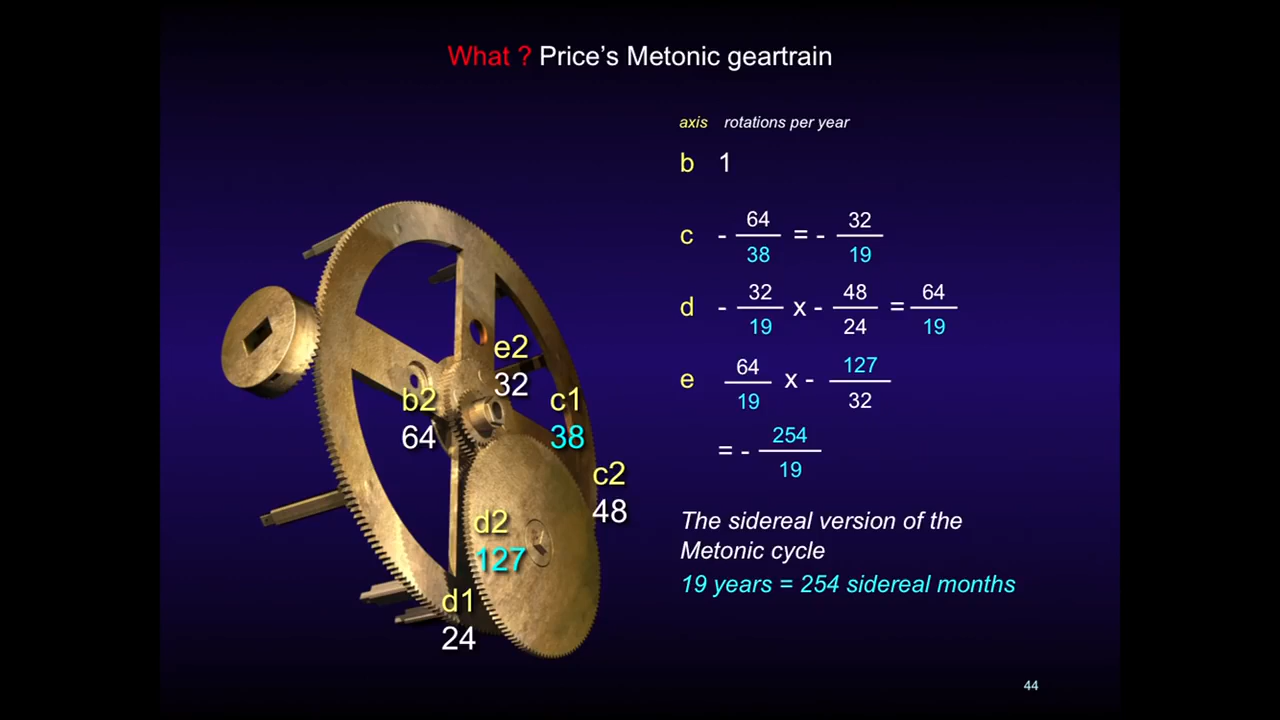 What ? Price’s Metonic geartrain
axis rotations per year
b 1
c - 64/38 = - 32/19
d - 32/19 x - 48/24 = 64/19
e 64/19 x - 127/32
= - 254/19
The sidereal version of the
Metonic cycle
19 years = 254 sidereal months
e2
32
b2
64
c1
38
c2
48
d2
127
d1
24
44